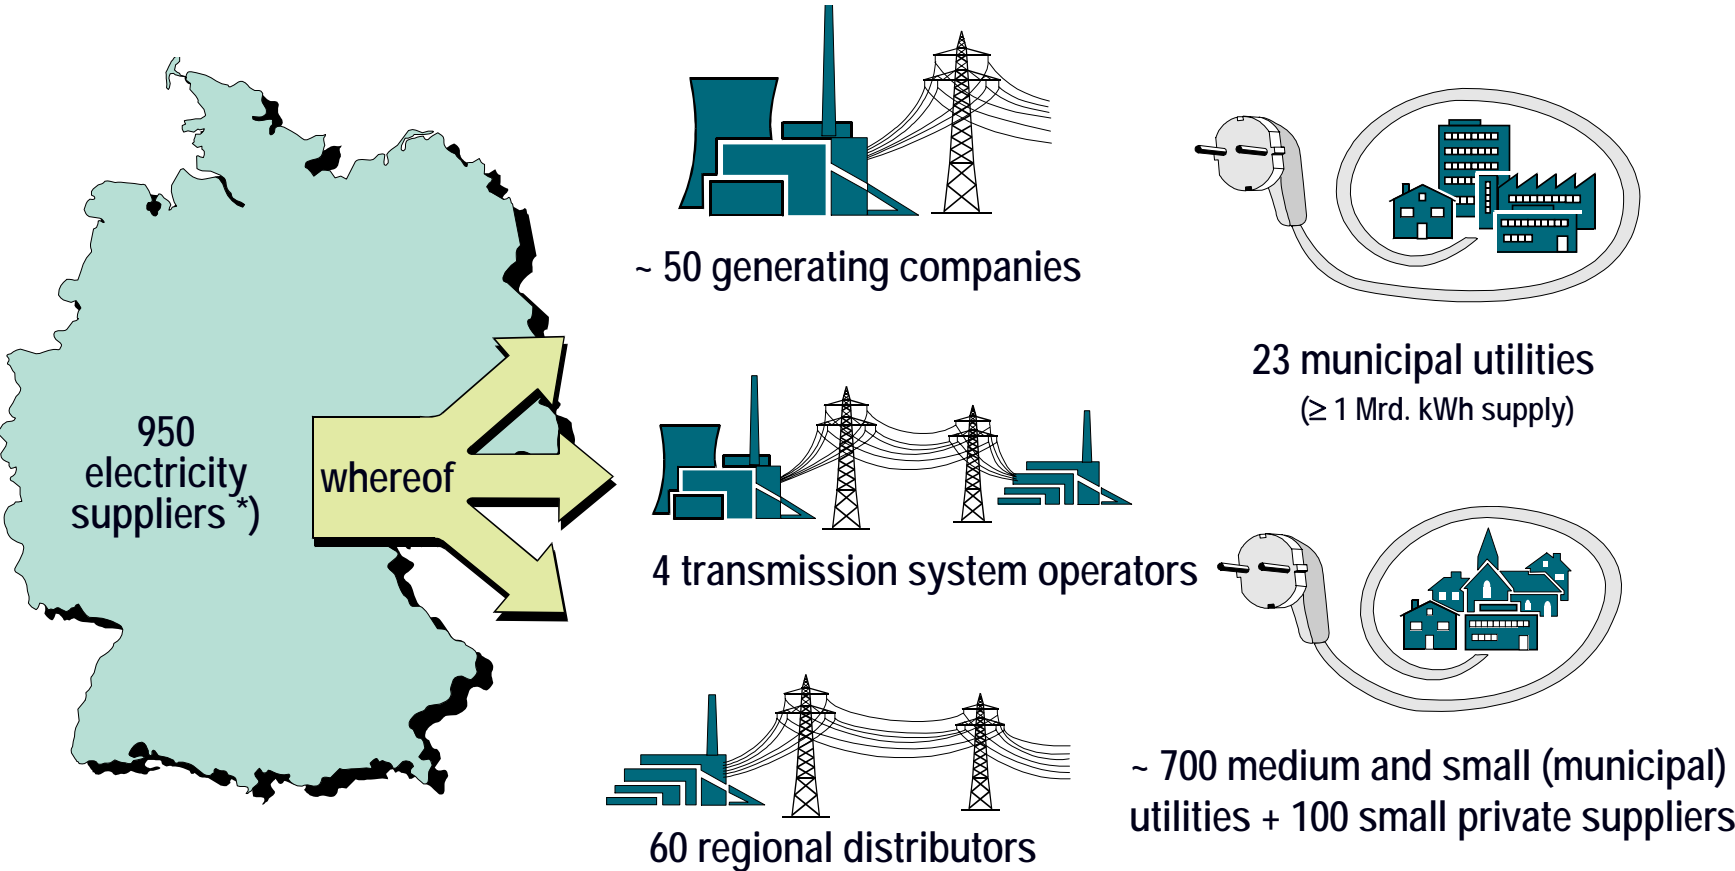 950
electricity
suppliers *)
whereof
~ 50 generating companies
4 transmission system operators
60 regional distributors
23 municipal utilities
(≥ 1 Mrd. kWh supply)
~ 700 medium and small (municipal)
utilities + 100 small private suppliers